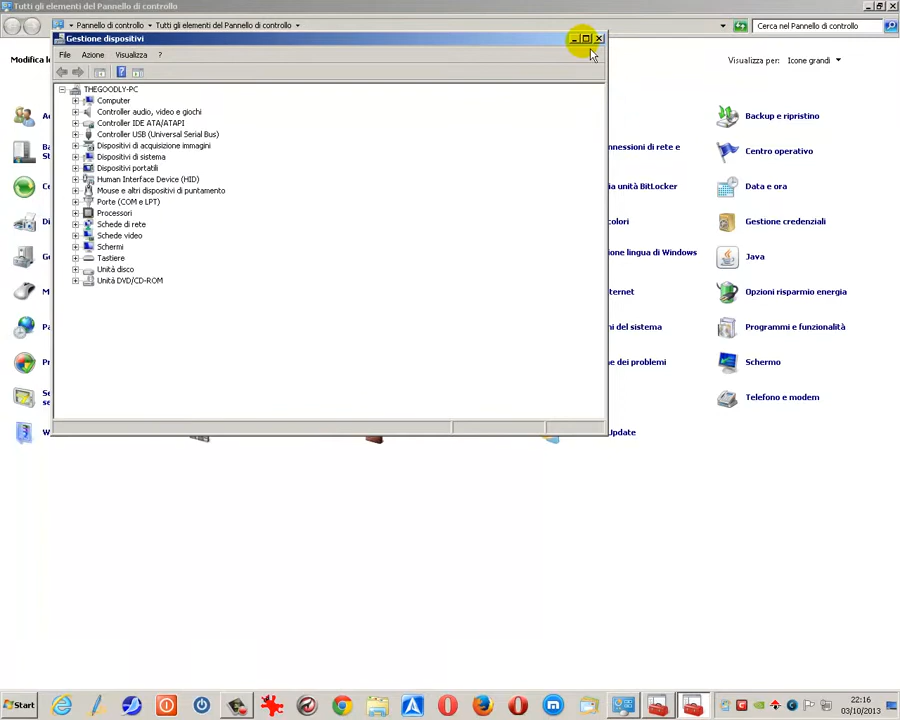 Tutti gli elementi del Pannello di controllo
Pannello di controllo
Tutti gli elementi del Pannello di controllo
Cerca nel Pannello di controllo
Gestione dispositivi
File
Azione
Visualizza
?
Visualizza per:
Icone grandi
THEGOODLY-PC
Computer
Controller audio, video e giochi
Controller IDE ATA/ATAPI
Controller USB (Universal Serial Bus)
Dispositivi di acquisizione immagini
Dispositivi di sistema
Dispositivi portatili
Human Interface Device (HID)
Mouse e altri dispositivi di puntamento
Porte (COM e LPT)
Processori
Schede di rete
Schede video
Schermi
Tastiere
Unità disco
Unità DVD/CD-ROM
nnessioni di rete e
ia unità BitLocker
olori
ione lingua di Windows
ternet
ni del sistema
ne dei problemi
Update
Backup e ripristino
Centro operativo
Data e ora
Gestione credenziali
Java
Opzioni risparmio energia
Programmi e funzionalità
Schermo
Telefono e modem
Start
22:16
03/10/2013